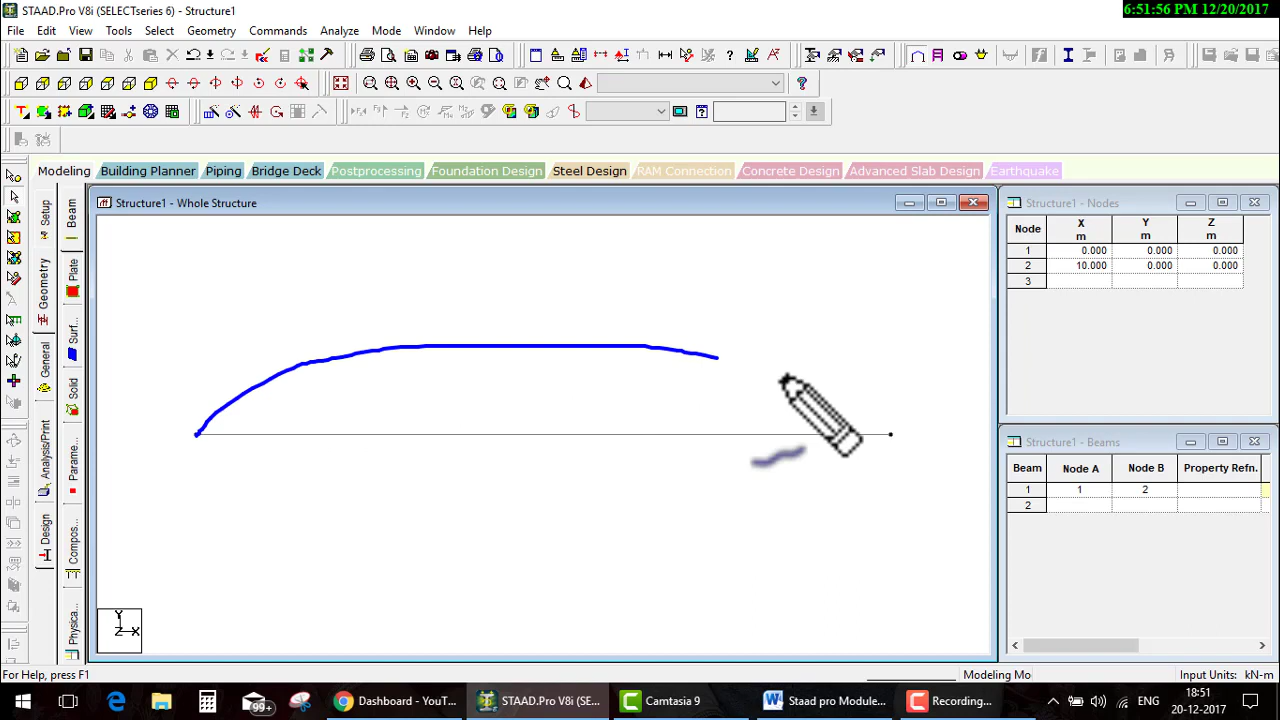 6:51:56 PM 12/20/2017
STAAD.Pro V8i (SELECTseries 6) - Structure1
File Edit View Tools Select Geometry Commands Analyze Mode Window Help
Modeling Building Planner Piping Bridge Deck Postprocessing Foundation Design Steel Design RAM Connection Concrete Design Advanced Slab Design Earthquake
Setup
Geometry
General
Analysis/Print
Design
Beam
Plate
Surf...
Solid
Parame...
Compos...
Physica...
Structure1 - Whole Structure
Y
Z X
Structure1 - Nodes
Node X m Y m Z m
1 0.000 0.000 0.000
2 10.000 0.000 0.000
3
Structure1 - Beams
Beam Node A Node B Property Refn.
1 1 2
2
For Help, press F1
Modeling Mo
Input Units: kN-m
99+
Dashboard - YouT...
STAAD.Pro V8i (SE...
Camtasia 9
Staad pro Module...
Recording...
ENG
18:51
20-12-2017